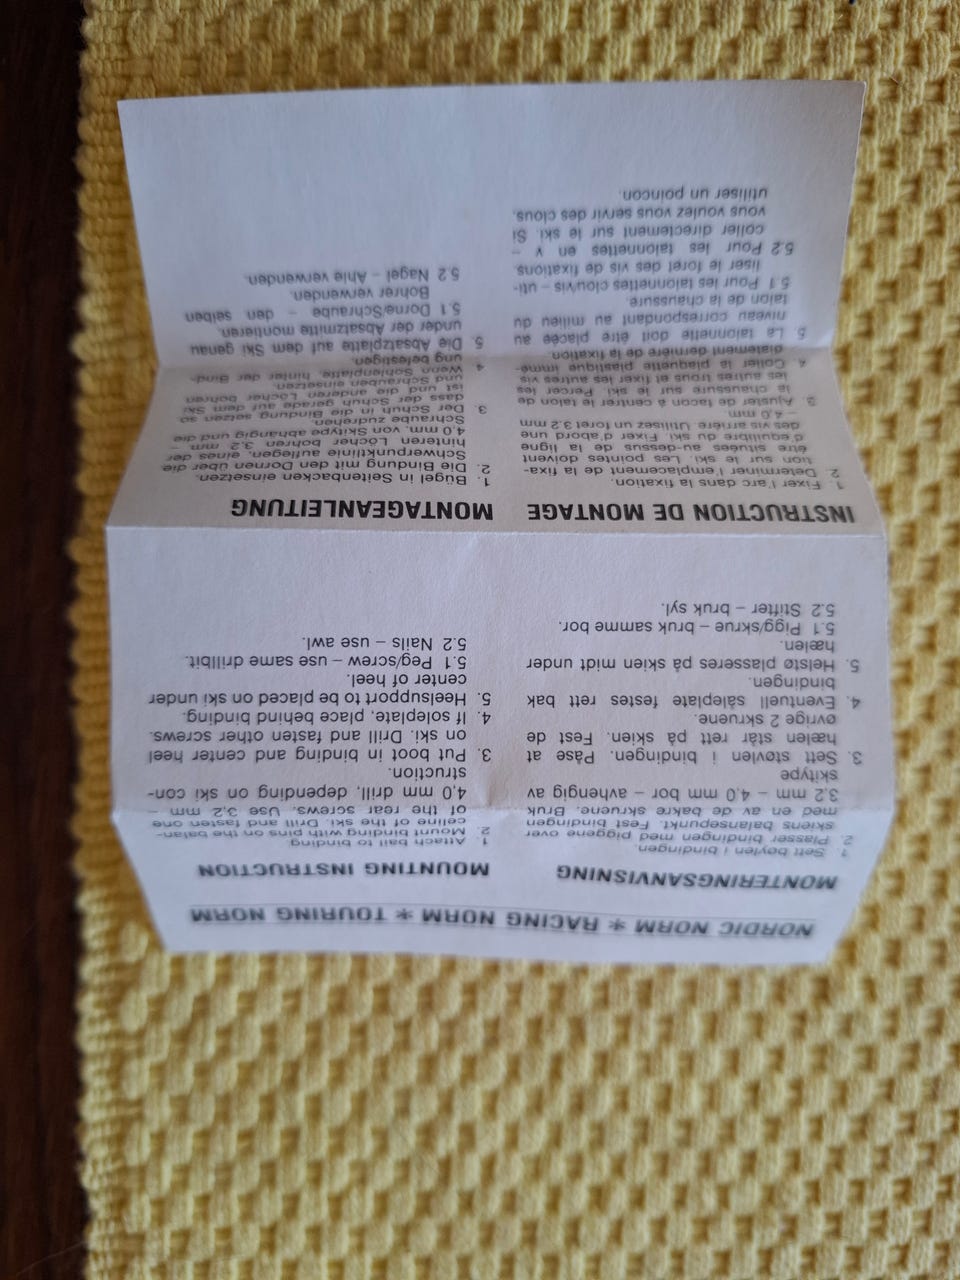 NORDIC NORM * RACING NORM * TOURING NORM
MONTERINGSANVISNING
1 Sett bøylen i bindingen.
2. Plasser bindingen med piggene over
skiens balansepunkt. Fest bindingen
med en av de bakre skruene. Bruk
3.2 mm – 4,0 mm bor – avhengig av
skitype
3. Sett støvlen i bindingen. Påse at
hælen står rett på skien. Fest de
øvrige 2 skruene.
4. Eventuell såleplate festes rett bak
bindingen.
5. Helstø plasseres på skien midt under
hælen.
5.1 Pigg/skrue – bruk samme bor.
5.2 Stifter – bruk syl.
MOUNTING INSTRUCTION
1 Attach bail to binding
2. Mount binding with pins on the balan-
celine of the ski. Drill and fasten one
of the rear screws. Use 3,2 mm –
4,0 mm drill, depending on ski con-
struction.
3. Put boot in binding and center heel
on ski. Drill and fasten other screws.
4. If soleplate, place behind binding.
5. Heelsupport to be placed on ski under
center of heel.
5.1 Peg/screw – use same drillbit.
5.2 Nails – use awl.
INSTRUCTION DE MONTAGE
1. Fixer l'arc dans la fixation.
2. Determiner l'emplacement de la fixa-
tion sur le ski. Les pointes doivent
être situées au-dessus de la ligne
d'équilibre du ski. Fixer d'abord une
des vis arrière. Utilisez un foret 3.2 mm
– 4,0 mm.
3. Ajuster de facon à centrer le talon de
la chaussure sur le ski. Percer les
les autres trous et fixer les autres vis
4. Coller la plaquette plastique imme-
diatement dernière de la fixation
5 La talonnette doit être placée au
niveau correspondant au milieu du
talon de la chaussure.
5.1 Pour les talonnettes clou/vis – uti-
liser le foret des vis de fixations.
5.2 Pour les talonnettes en v –
coller directement sur le ski. Si
vous voulez vous servir des clous,
utiliser un poincon.
MONTAGEANLEITUNG
1. Bügel in Seitenbacken einsetzen.
2. Die Bindung mit den Dornen über die
Schwerpunktlinie auflegen, eines der
hinteren Löcher bohren 3,2 mm –
4,0 mm, von Skitype abhängig und die
Schraube zudrehen.
3. Der Schuh in die Bindung setzen so
dass der Schuh gerade auf dem Ski
ist und die anderen Löcher bohren
und Schrauben einsetzen.
4 Wenn Sohlenplatte, hinter der Bind-
ung befestigen.
5. Die Absatzplatte auf dem Ski genau
under der Absatzmitte montieren.
5.1 Dorne/Schraube – den selben
Bohrer verwenden.
5.2 Nagel – Ahle verwenden.